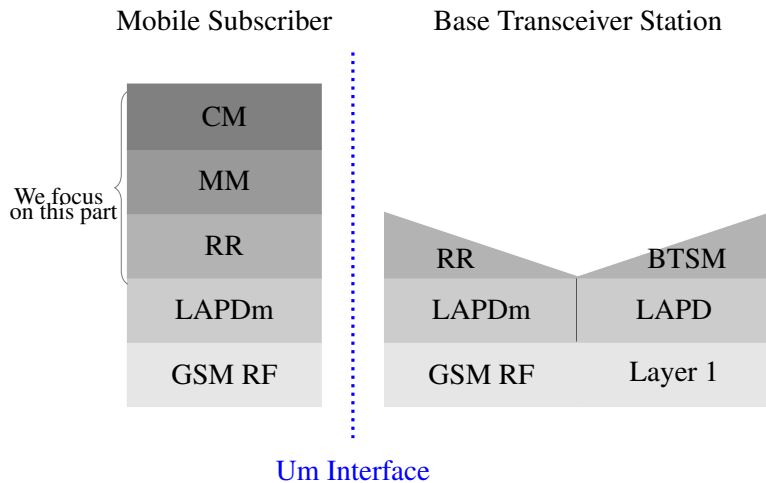 Mobile Subscriber
Base Transceiver Station
CM
MM
We focus
on this part
RR
RR
BTSM
LAPDm
LAPDm
LAPD
GSM RF
GSM RF
Layer 1
Um Interface